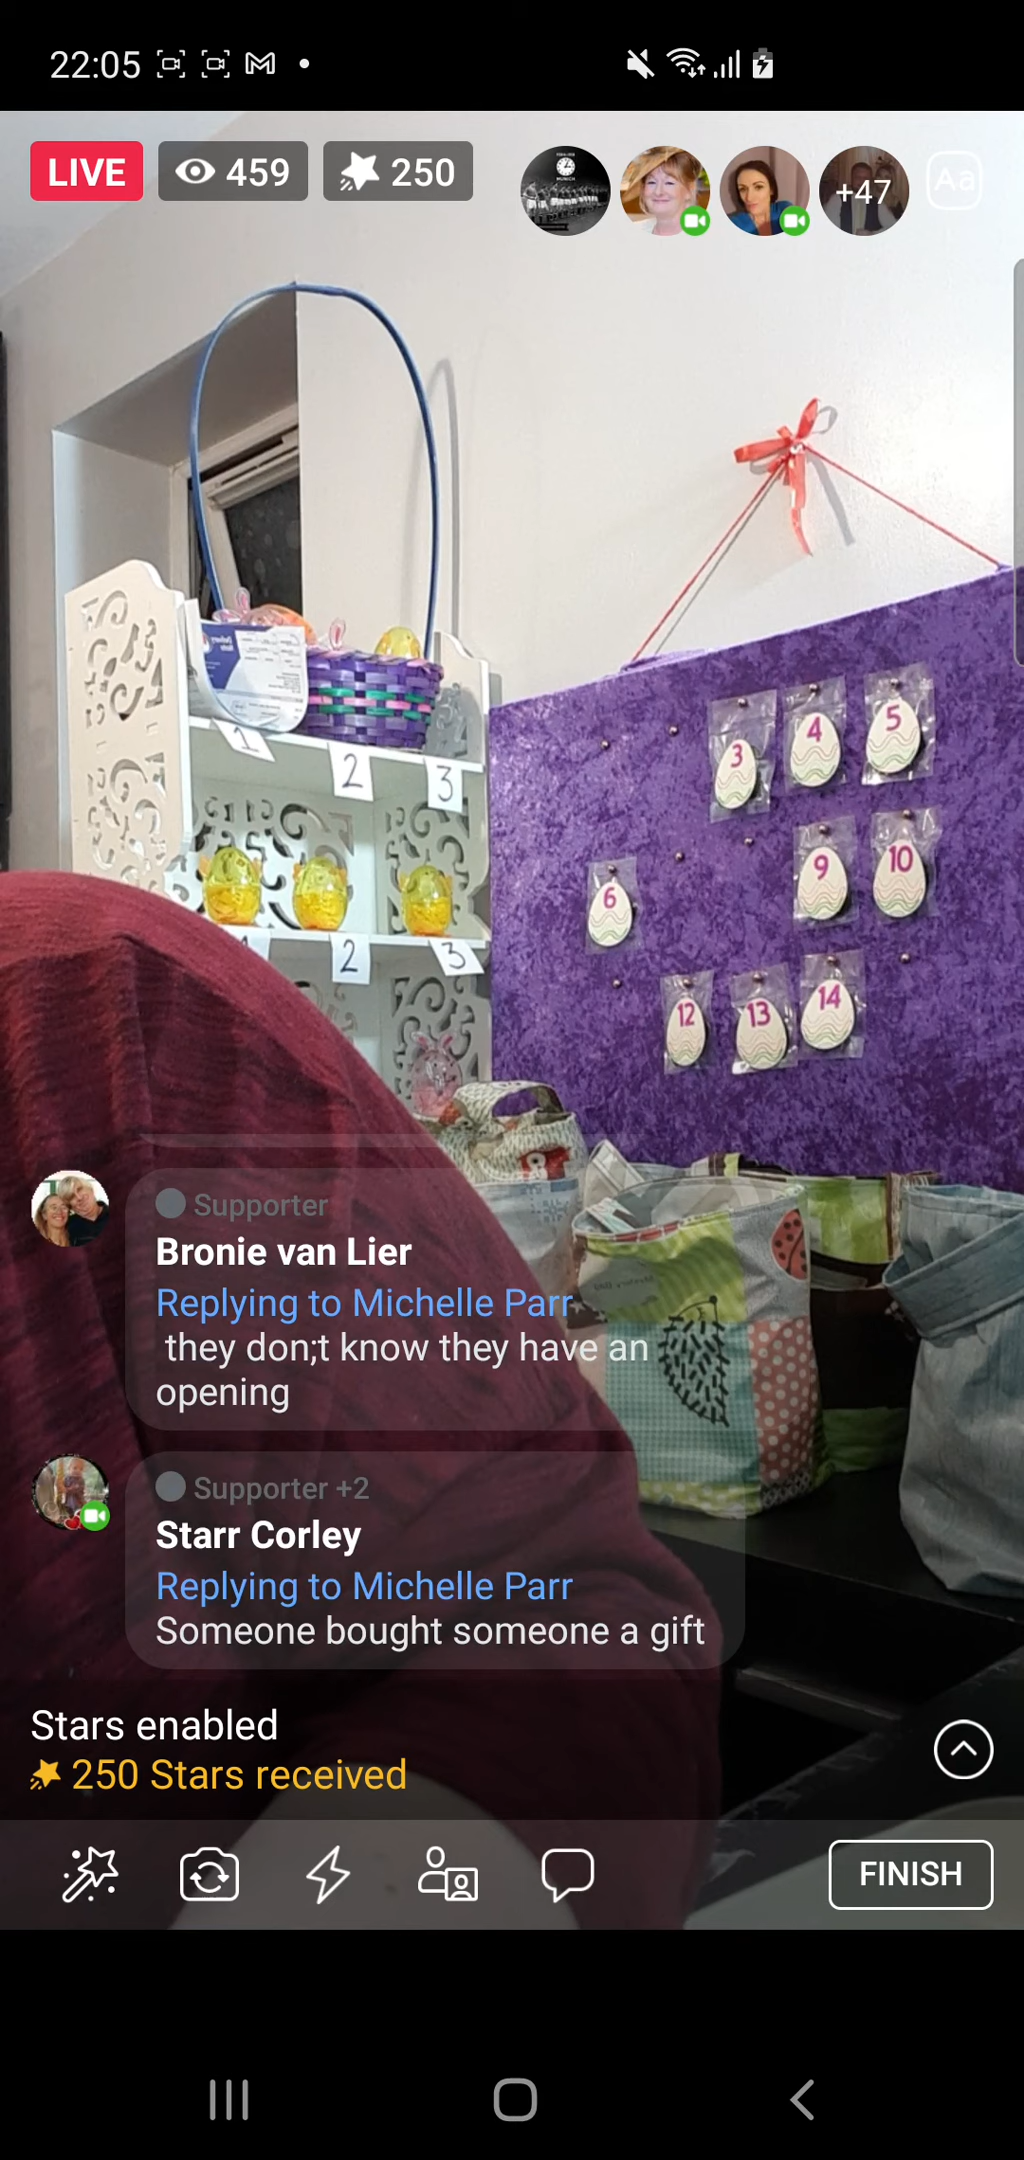 22:05
LIVE 459 250
+47
Aa
1
2
3
3
4
5
6
9
10
2
3
12
13
14
Supporter
Bronie van Lier
Replying to Michelle Parr
they don;t know they have an
opening
Supporter +2
Starr Corley
Replying to Michelle Parr
Someone bought someone a gift
Stars enabled
250 Stars received
FINISH